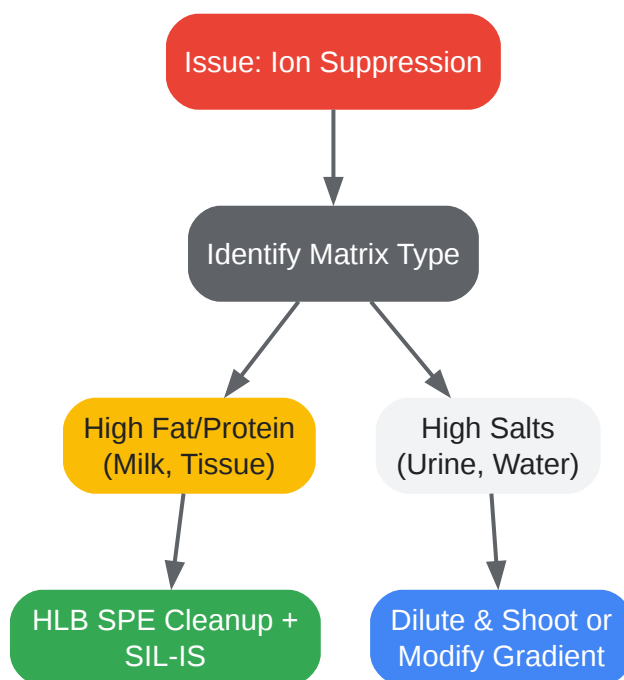 Issue: Ion Suppression
Identify Matrix Type
High Fat/Protein
(Milk, Tissue)
High Salts
(Urine, Water)
HLB SPE Cleanup +
SIL-IS
Dilute & Shoot or
Modify Gradient